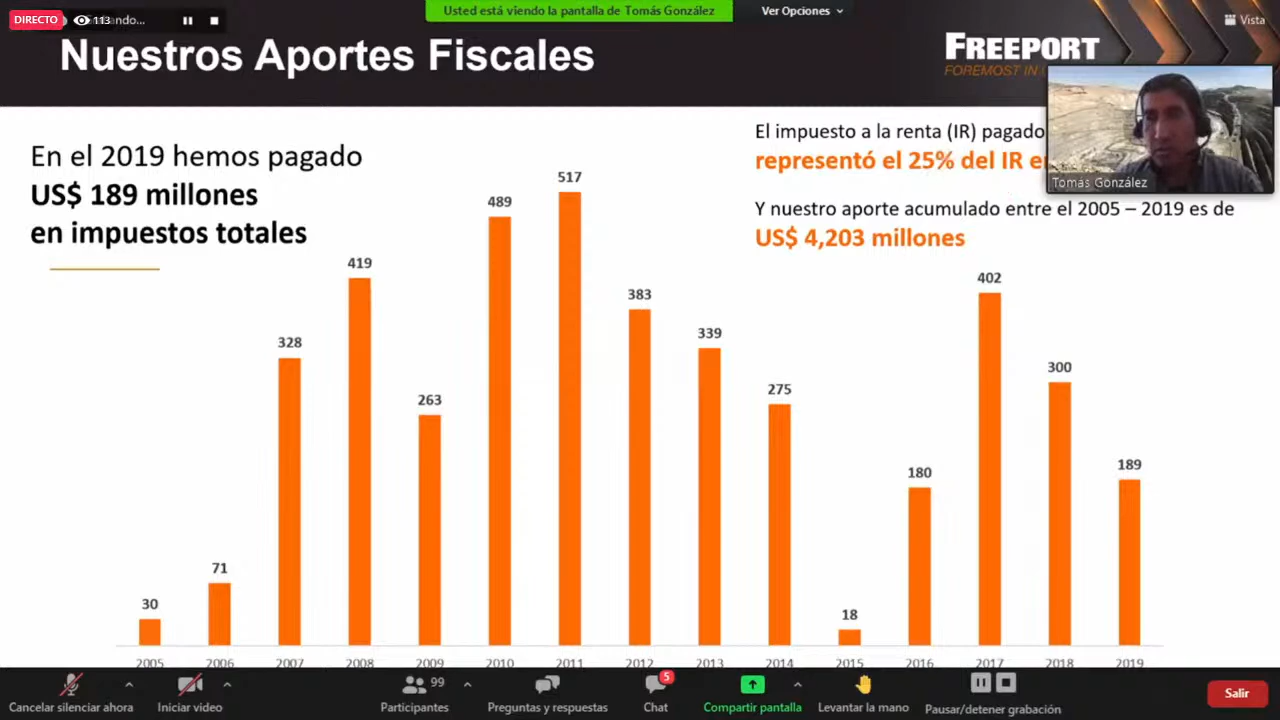 DIRECTO
113
ando...
Usted está viendo la pantalla de Tomás González
Ver Opciones
Vista
Nuestros Aportes Fiscales
FREEPORT
FOREMOST IN
En el 2019 hemos pagado
US$ 189 millones
en impuestos totales
El impuesto a la renta (IR) pagado
representó el 25% del IR
Tomás González
Y nuestro aporte acumulado entre el 2005 – 2019 es de
US$ 4,203 millones
30
71
328
419
263
489
517
383
339
275
18
180
402
300
189
2005
2006
2007
2008
2009
2010
2011
2012
2013
2014
2015
2016
2017
2018
2019
Cancelar silenciar ahora
Iniciar video
99
Participantes
Preguntas y respuestas
5
Chat
Compartir pantalla
Levantar la mano
Pausar/detener grabación
Salir